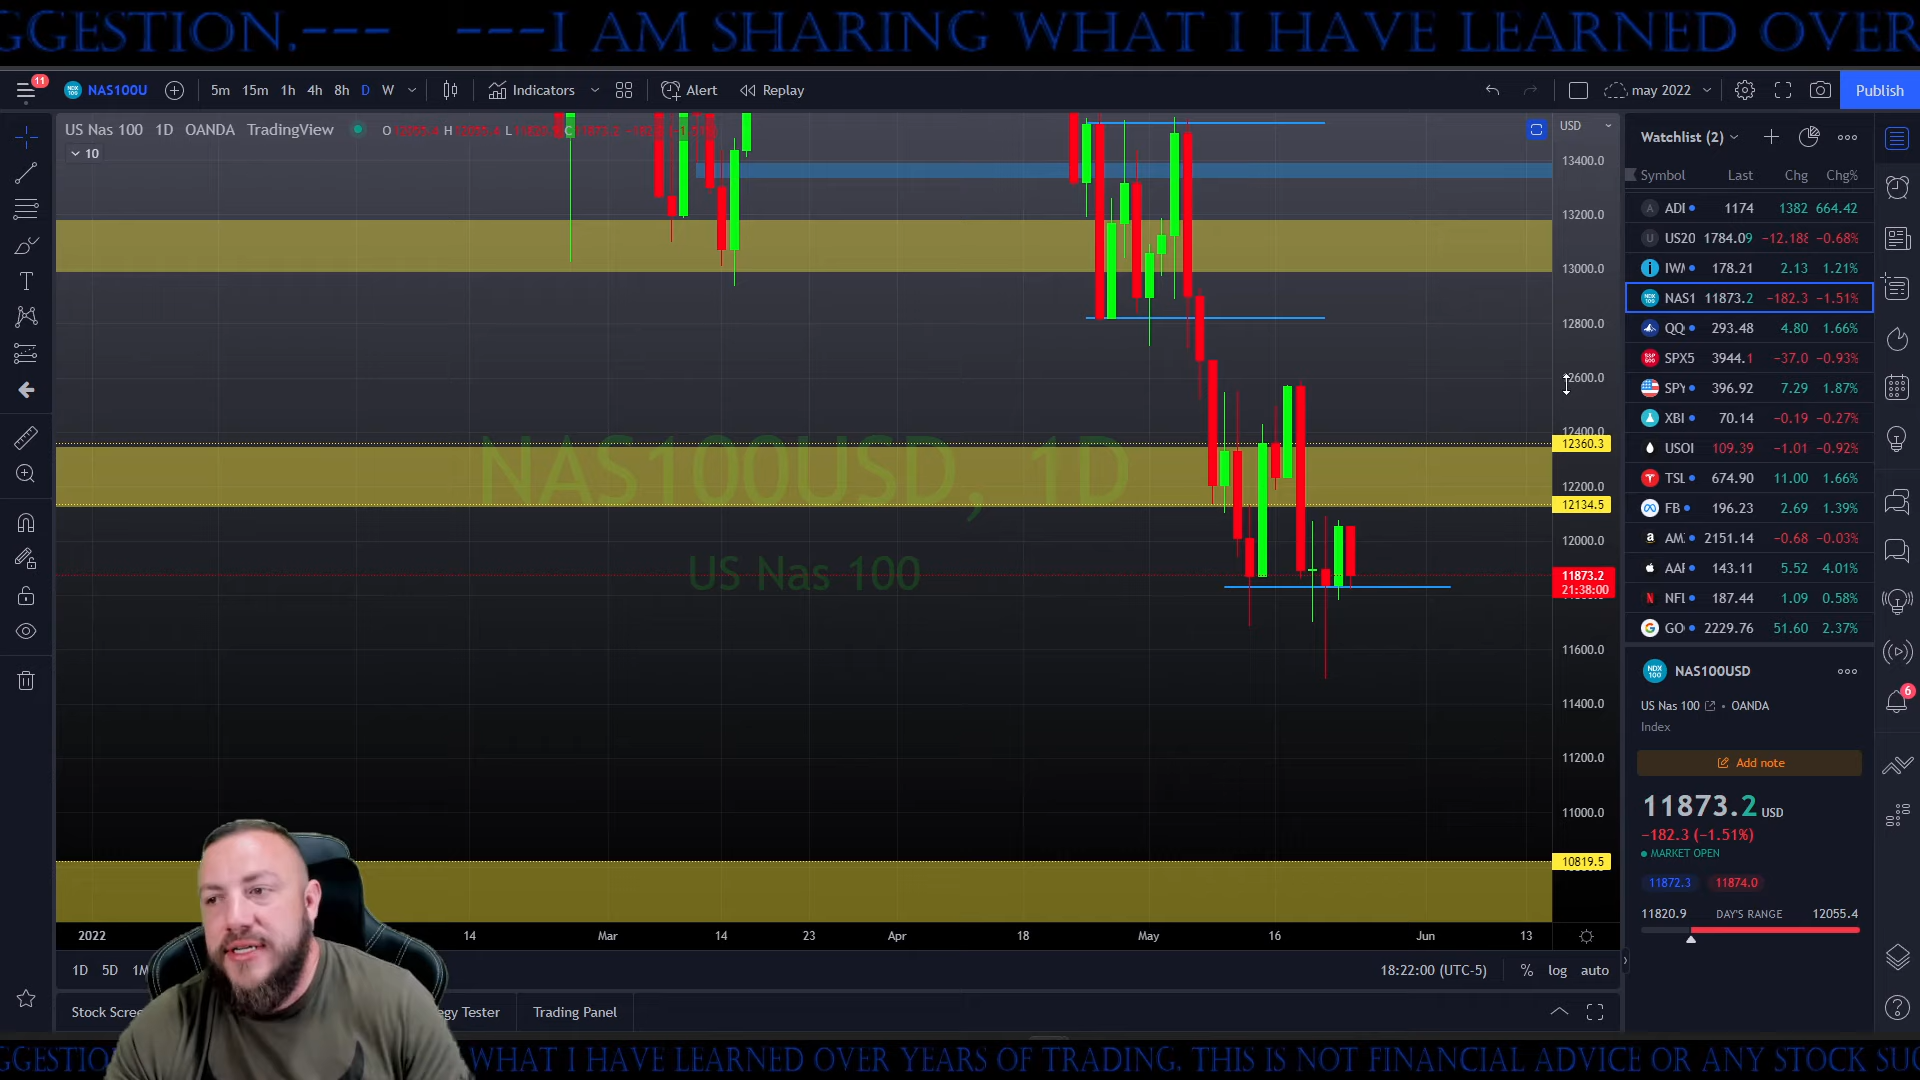 GGESTION.--- ---I AM SHARING WHAT I HAVE LEARNED OVER
11
NAS100U
5m 15m 1h 4h 8h D W
Indicators
Alert
Replay
may 2022
Publish
US Nas 100 1D OANDA TradingView
O H L C
10
NAS100USD, 1D
US Nas 100
USD
13400.0
13200.0
13000.0
12800.0
12600.0
12400.0
12360.3
12200.0
12134.5
12000.0
11873.2
21:38:00
11600.0
11400.0
11200.0
11000.0
10819.5
2022 14 Mar 14 23 Apr 18 May 16 Jun 13
1D 5D 1M
18:22:00 (UTC-5) % log auto
Stock Scree
gy Tester
Trading Panel
Watchlist (2)
Symbol Last Chg Chg%
ADI 1174 1382 664.42
US20 1784.09 −12.188 −0.68%
IWM 178.21 2.13 1.21%
NAS1 11873.2 −182.3 −1.51%
QQ 293.48 4.80 1.66%
SPX5 3944.1 −37.0 −0.93%
SPY 396.92 7.29 1.87%
XBI 70.14 −0.19 −0.27%
USOI 109.39 −1.01 −0.92%
TSL 674.90 11.00 1.66%
FB 196.23 2.69 1.39%
AM 2151.14 −0.68 −0.03%
AAF 143.11 5.52 4.01%
NFL 187.44 1.09 0.58%
GO 2229.76 51.60 2.37%
NAS100USD
US Nas 100 • OANDA
Index
Add note
11873.2 USD
−182.3 (−1.51%)
MARKET OPEN
11872.3 11874.0
11820.9 DAY'S RANGE 12055.4
6
GGESTIO
WHAT I HAVE LEARNED OVER YEARS OF TRADING. THIS IS NOT FINANCIAL ADVICE OR ANY STOCK SUG